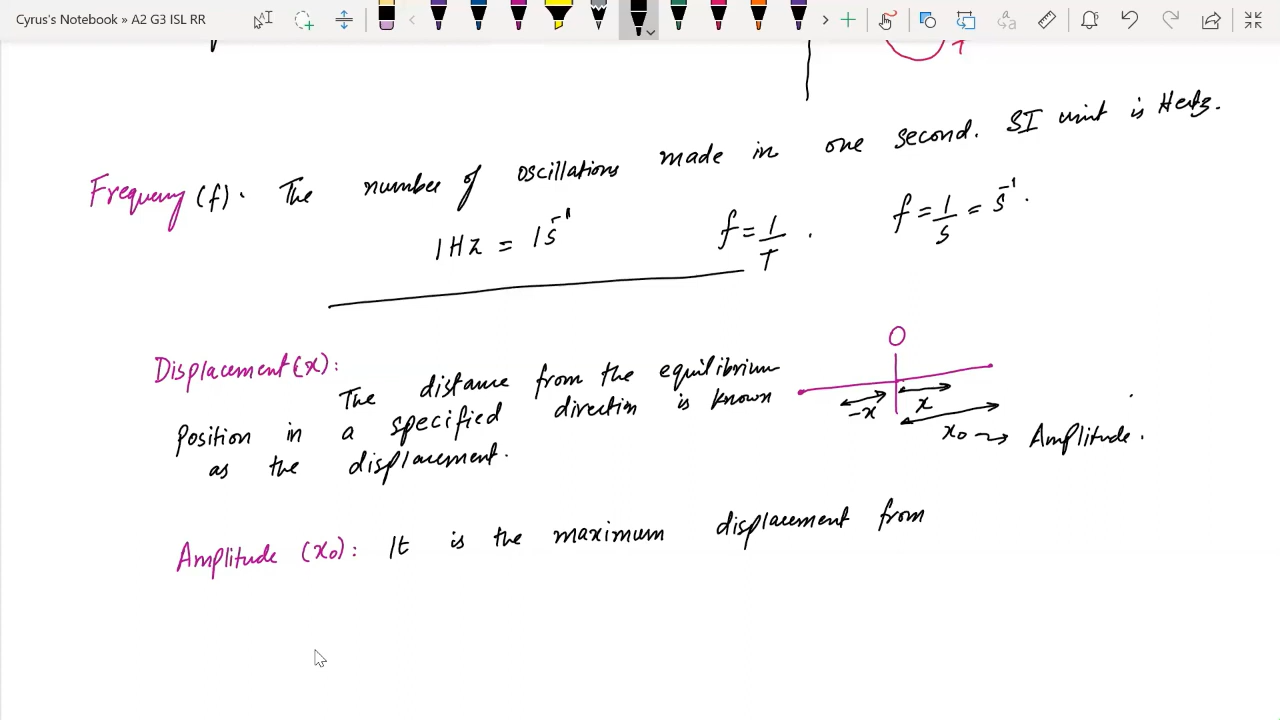 Cyrus's Notebook » A2 G3 ISL RR
Frequency (f). The number of oscillations made in one second. SI unit is Hertz.
1Hz = 1s⁻¹ f = 1/T . f = 1/s = s⁻¹ .
Displacement (x):
The distance from the equilibrium
position in a specified direction is known
as the displacement.
O
-x x
x₀ → Amplitude.
Amplitude (x₀): It is the maximum displacement from